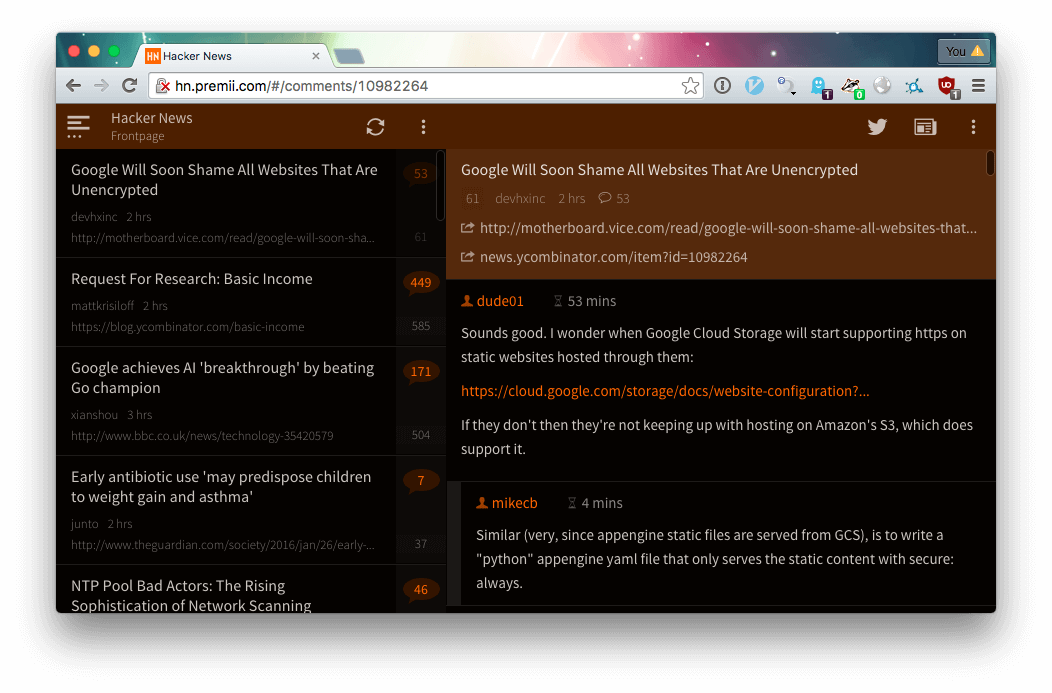 Hacker News
You
hn.premii.com/#/comments/10982264
1
0
1
Hacker News
Frontpage
Google Will Soon Shame All Websites That Are
Unencrypted
devhxinc 2 hrs
http://motherboard.vice.com/read/google-will-soon-sha...
53
61
Request For Research: Basic Income
mattkrisiloff 2 hrs
https://blog.ycombinator.com/basic-income
449
585
Google achieves AI 'breakthrough' by beating
Go champion
xianshou 3 hrs
http://www.bbc.co.uk/news/technology-35420579
171
504
Early antibiotic use 'may predispose children
to weight gain and asthma'
junto 2 hrs
http://www.theguardian.com/society/2016/jan/26/early-...
7
37
NTP Pool Bad Actors: The Rising
Sophistication of Network Scanning
46
Google Will Soon Shame All Websites That Are Unencrypted
61 devhxinc 2 hrs 53
http://motherboard.vice.com/read/google-will-soon-shame-all-websites-that...
news.ycombinator.com/item?id=10982264
dude01 53 mins
Sounds good. I wonder when Google Cloud Storage will start supporting https on
static websites hosted through them:
https://cloud.google.com/storage/docs/website-configuration?...
If they don't then they're not keeping up with hosting on Amazon's S3, which does
support it.
mikecb 4 mins
Similar (very, since appengine static files are served from GCS), is to write a
"python" appengine yaml file that only serves the static content with secure:
always.